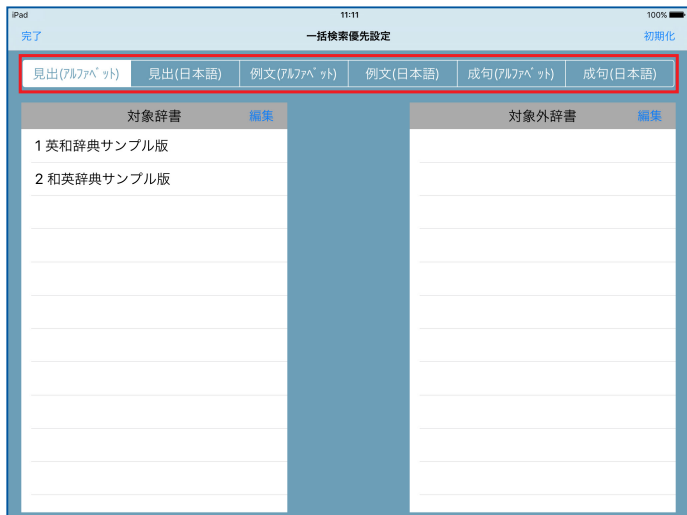 iPad 11:11 100%
完了 一括検索優先設定 初期化
見出(ｱﾙﾌｧﾍﾞｯﾄ) 見出(日本語) 例文(ｱﾙﾌｧﾍﾞｯﾄ) 例文(日本語) 成句(ｱﾙﾌｧﾍﾞｯﾄ) 成句(日本語)
対象辞書 編集 対象外辞書 編集
1 英和辞典サンプル版
2 和英辞典サンプル版